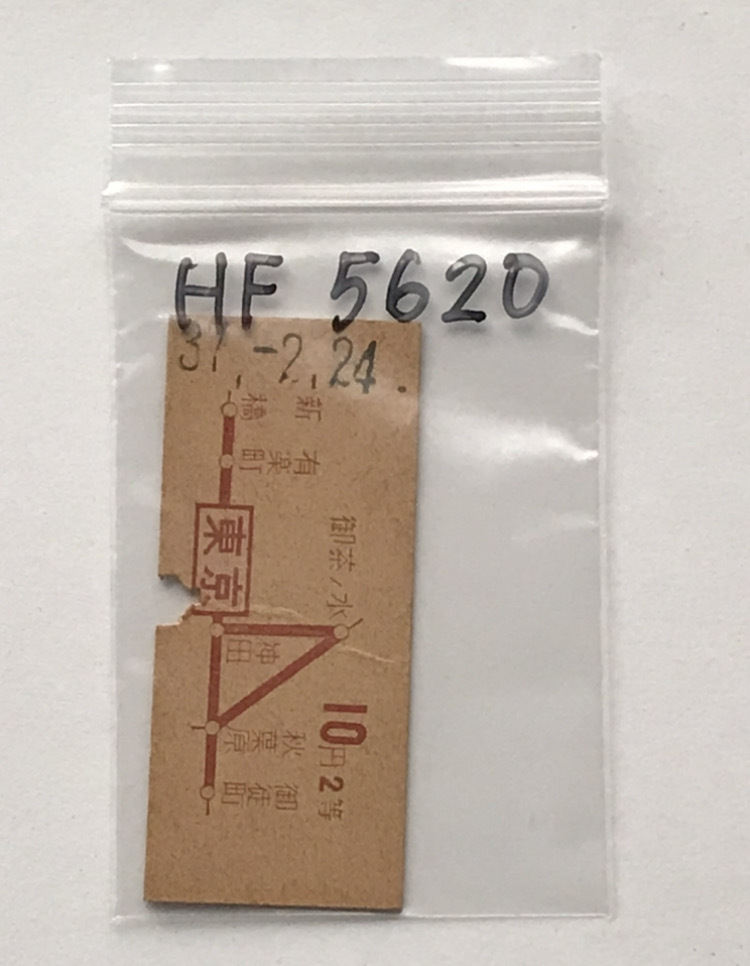 HF 5620
37.-2.24.
新橋
有楽町
東京
御茶ノ水
神田
秋葉原
御徒町
10円2等